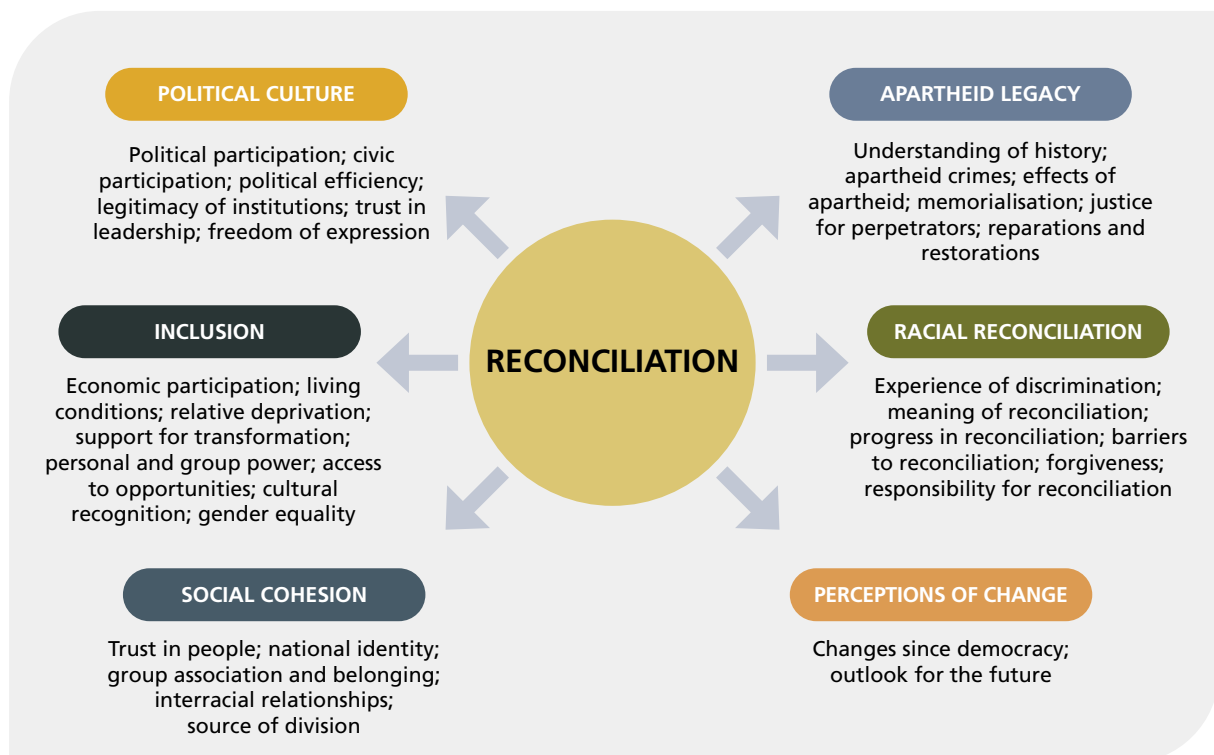 POLITICAL CULTURE
Political participation; civic
participation; political efficiency;
legitimacy of institutions; trust in
leadership; freedom of expression
APARTHEID LEGACY
Understanding of history;
apartheid crimes; effects of
apartheid; memorialisation; justice
for perpetrators; reparations and
restorations
INCLUSION
Economic participation; living
conditions; relative deprivation;
support for transformation;
personal and group power; access
to opportunities; cultural
recognition; gender equality
RECONCILIATION
RACIAL RECONCILIATION
Experience of discrimination;
meaning of reconciliation;
progress in reconciliation; barriers
to reconciliation; forgiveness;
responsibility for reconciliation
SOCIAL COHESION
Trust in people; national identity;
group association and belonging;
interracial relationships;
source of division
PERCEPTIONS OF CHANGE
Changes since democracy;
outlook for the future